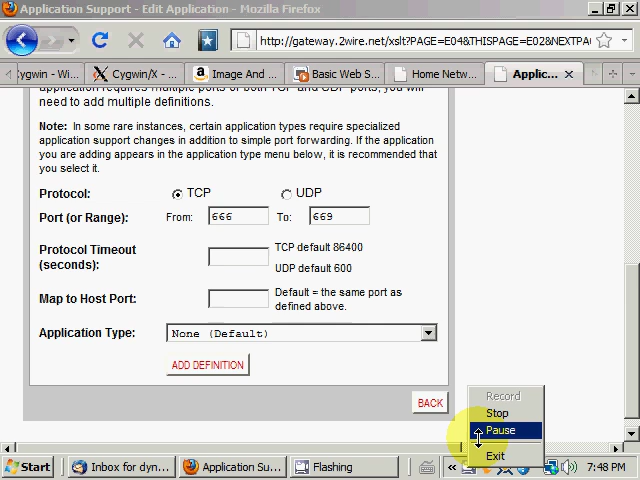 Application Support - Edit Application - Mozilla Firefox
http://gateway.2wire.net/xslt?PAGE=E04&THISPAGE=E02&NEXTPA
Cygwin - Wi... Cygwin/X - ... Image And ... Basic Web S... Home Netw... Applic...
application requires multiple ports or both TCP and UDP ports, you will
need to add multiple definitions.
Note: In some rare instances, certain application types require specialized
application support changes in addition to simple port forwarding. If the application
you are adding appears in the application type menu below, it is recommended that
you select it.
Protocol: TCP UDP
Port (or Range): From: 666 To: 669
Protocol Timeout
(seconds):
TCP default 86400
UDP default 600
Map to Host Port:
Default = the same port as
defined above.
Application Type: None (Default)
ADD DEFINITION
BACK
Record
Stop
Pause
Exit
Start Inbox for dyn... Application Su... Flashing « 7:48 PM